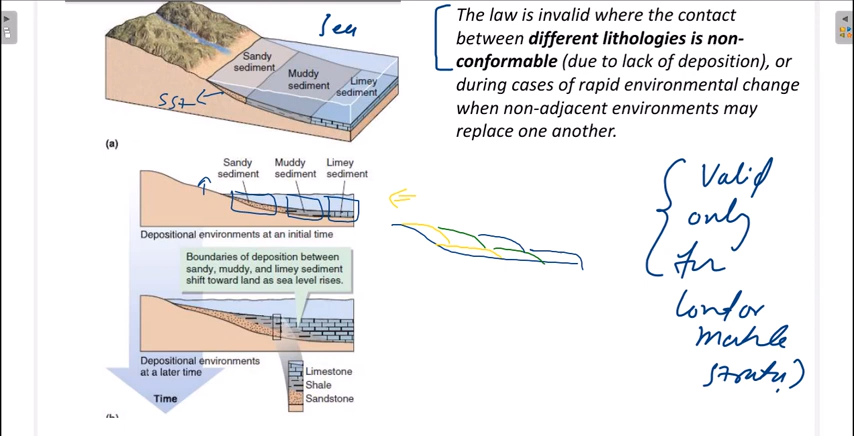 The law is invalid where the contact
between different lithologies is non-
conformable (due to lack of deposition), or
during cases of rapid environmental change
when non-adjacent environments may
replace one another.
Sea
Sandy
sediment
Muddy
sediment
Limey
sediment
SST
(a)
Sandy
sediment
Muddy
sediment
Limey
sediment
Depositional environments at an initial time
Boundaries of deposition between
sandy, muddy, and limey sediment
shift toward land as sea level rises.
Depositional environments
at a later time
Time
Limestone
Shale
Sandstone
Valid
only
for
strata)